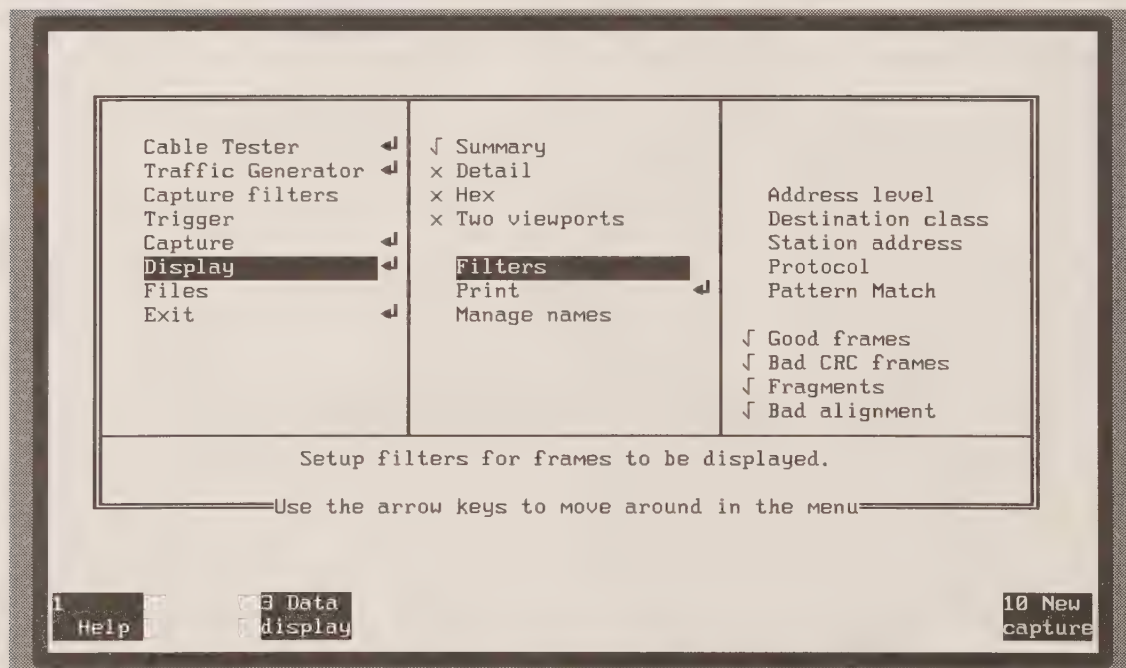 Cable Tester ↲
Traffic Generator ↲
Capture filters
Trigger
Capture ↲
Display ↲
Files
Exit ↲
√ Summary
x Detail
x Hex
x Two viewports
Filters
Print ↲
Manage names
Address level
Destination class
Station address
Protocol
Pattern Match
√ Good frames
√ Bad CRC frames
√ Fragments
√ Bad alignment
Setup filters for frames to be displayed.
Use the arrow keys to move around in the menu
1
Help
3 Data
display
10 New
capture